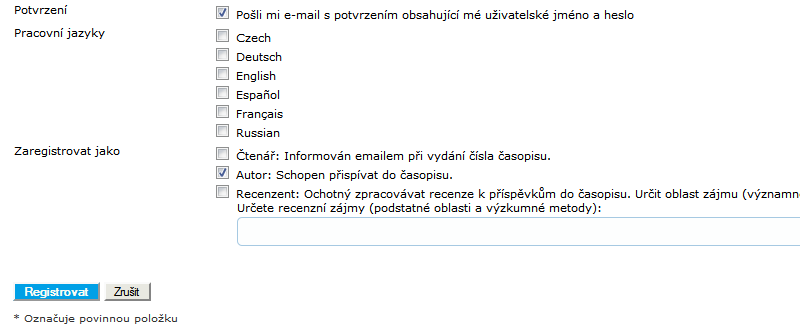 Potvrzení
Pošli mi e-mail s potvrzením obsahující mé uživatelské jméno a heslo
Pracovní jazyky
Czech
Deutsch
English
Español
Français
Russian
Zaregistrovat jako
Čtenář: Informován emailem při vydání čísla časopisu.
Autor: Schopen přispívat do časopisu.
Recenzent: Ochotný zpracovávat recenze k příspěvkům do časopisu. Určit oblast zájmu (význam
Určete recenzní zájmy (podstatné oblasti a výzkumné metody):
Registrovat Zrušit
* Označuje povinnou položku